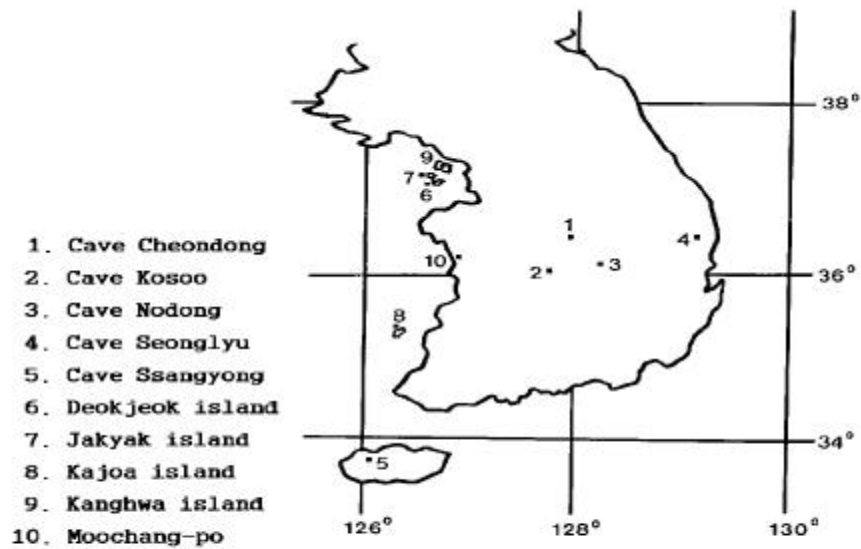 1. Cave Cheondong
2. Cave Kosoo
3. Cave Nodong
4. Cave Seonglyu
5. Cave Ssangyong
6. Deokjeok island
7. Jakyak island
8. Kajoa island
9. Kanghwa island
10. Moochang-po
38°
9
7
6
1
4
10
2
3
36°
8
34°
5
126°
128°
130°